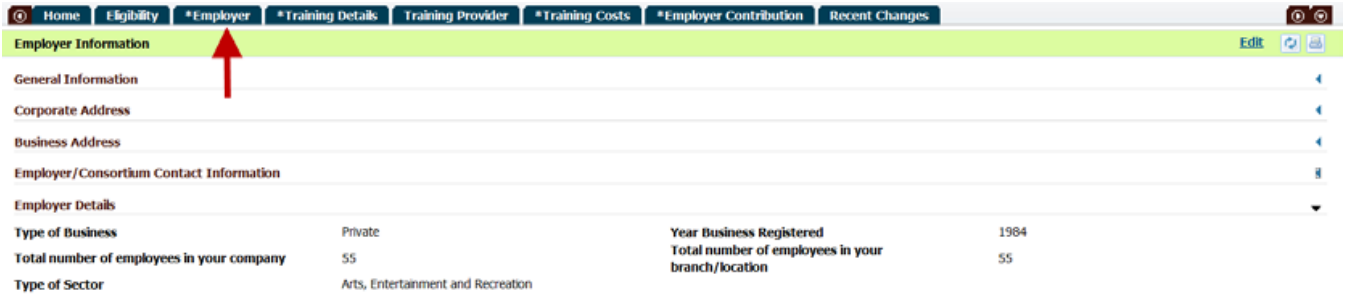 Home Eligibility *Employer *Training Details Training Provider *Training Costs *Employer Contribution Recent Changes
Employer Information Edit
General Information
Corporate Address
Business Address
Employer/Consortium Contact Information
Employer Details
Type of Business Private Year Business Registered 1984
Total number of employees in your company 55 Total number of employees in your branch/location 55
Type of Sector Arts, Entertainment and Recreation